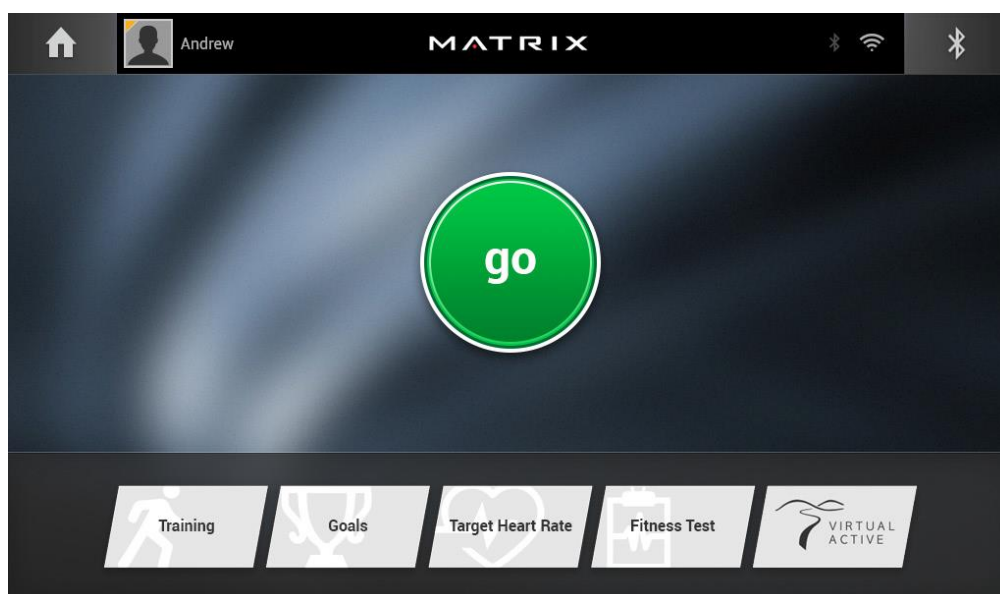 Andrew
MATRIX
go
Training
Goals
Target Heart Rate
Fitness Test
VIRTUAL
ACTIVE